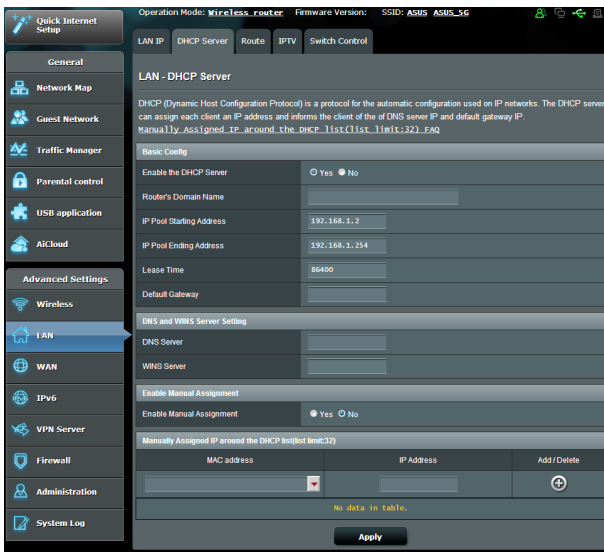 Operation Mode: Wireless router Firmware Version: SSID: ASUS ASUS_5G
Quick Internet
Setup
LAN IP DHCP Server Route IPTV Switch Control
General
Network Map
Guest Network
Traffic Manager
Parental control
USB application
AiCloud
Advanced Settings
Wireless
LAN
WAN
IPv6
VPN Server
Firewall
Administration
System Log
LAN - DHCP Server
DHCP (Dynamic Host Configuration Protocol) is a protocol for the automatic configuration used on IP networks. The DHCP server
can assign each client an IP address and informs the client of the of DNS server IP and default gateway IP.
Manually Assigned IP around the DHCP list(list limit:32) FAQ
Basic Config
Enable the DHCP Server Yes No
Router's Domain Name
IP Pool Starting Address 192.168.1.2
IP Pool Ending Address 192.168.1.254
Lease Time 86400
Default Gateway
DNS and WINS Server Setting
DNS Server
WINS Server
Enable Manual Assignment
Enable Manual Assignment Yes No
Manually Assigned IP around the DHCP list(list limit:32)
MAC address IP Address Add / Delete
No data in table.
Apply